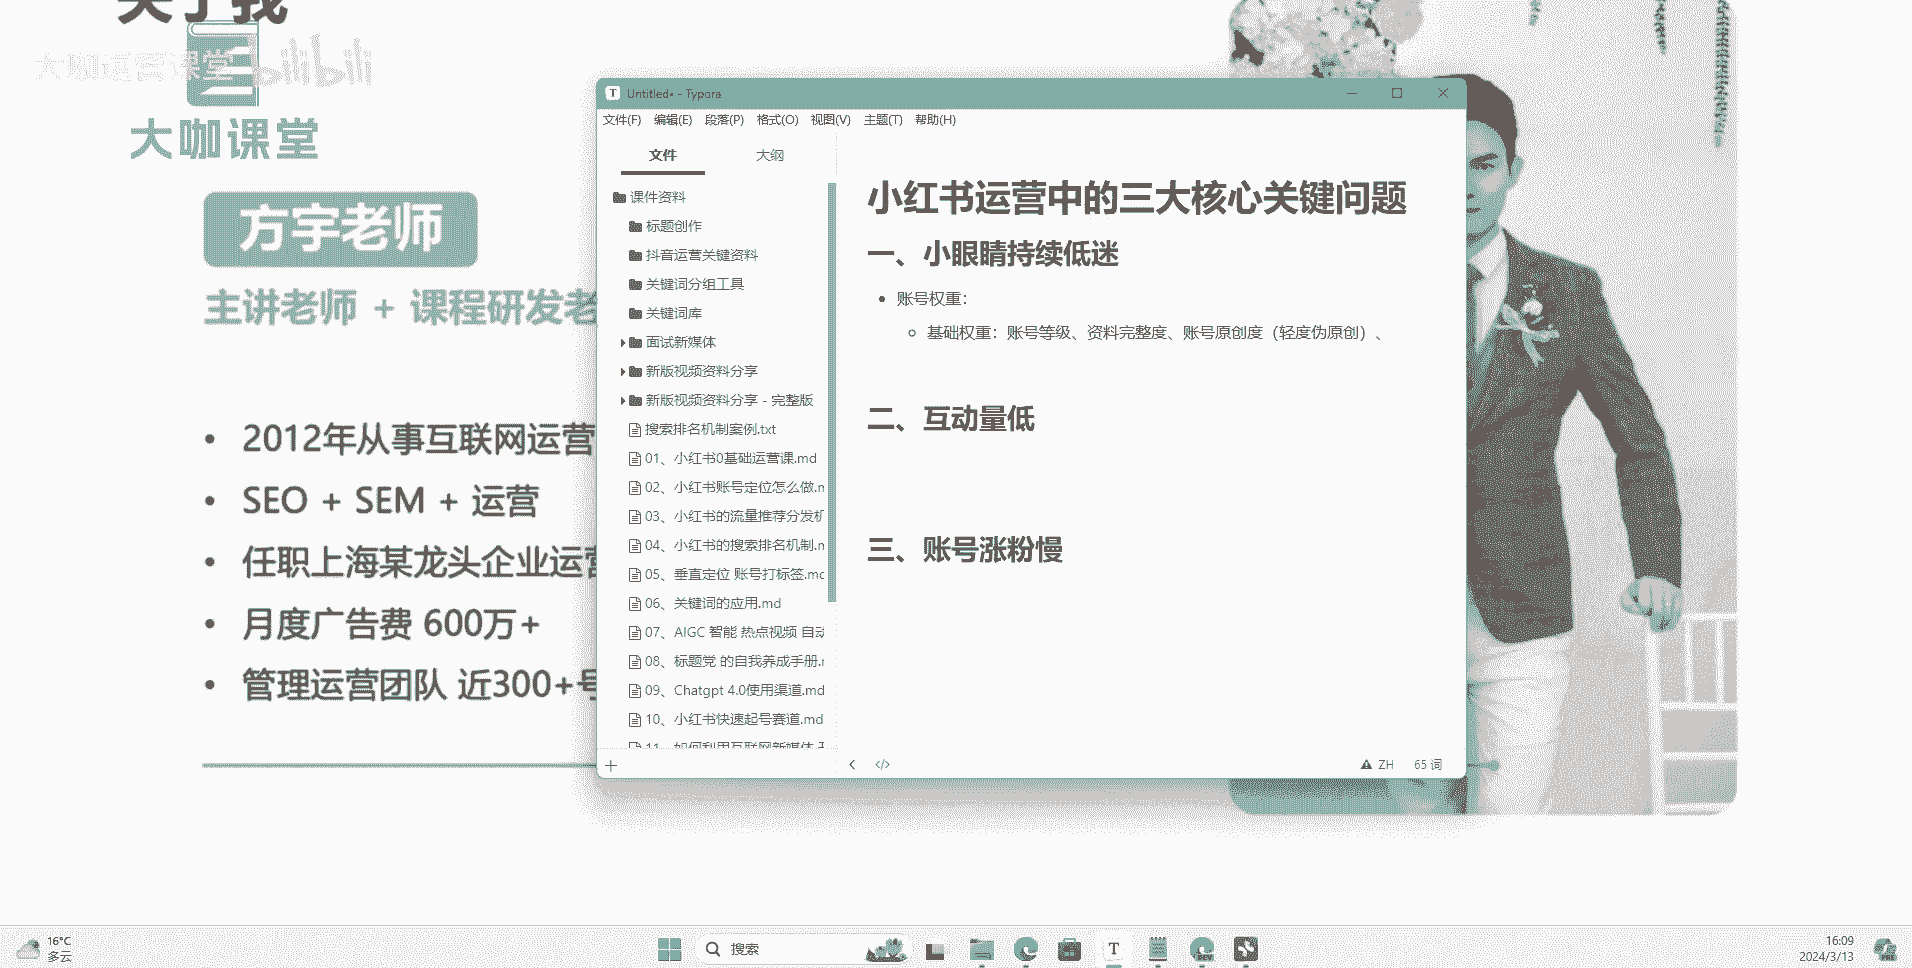 关于我
大咖运营课堂 bilibili
大咖课堂
方宇老师
主讲老师 + 课程研发老
• 2012年从事互联网运营
• SEO + SEM + 运营
• 任职上海某龙头企业运营
• 月度广告费 600万+
• 管理运营团队 近300+号
T Untitled• - Typora
文件(F) 编辑(E) 段落(P) 格式(O) 视图(V) 主题(T) 帮助(H)
文件 大纲
课件资料
标题创作
抖音运营关键资料
关键词分组工具
关键词库
面试新媒体
新版视频资料分享
新版视频资料分享 - 完整版
搜索排名机制案例.txt
01、小红书0基础运营课.md
02、小红书账号定位怎么做.m
03、小红书的流量推荐分发机
04、小红书的搜索排名机制.m
05、垂直定位 账号打标签.mc
06、关键词的应用.md
07、AIGC 智能 热点视频 自动
08、标题党 的自我养成手册.r
09、Chatgpt 4.0使用渠道.md
10、小红书快速起号赛道.md
11、如何利用互联网新媒体
小红书运营中的三大核心关键问题
一、小眼睛持续低迷
• 账号权重：
◦ 基础权重：账号等级、资料完整度、账号原创度（轻度伪原创）、
二、互动量低
三、账号涨粉慢
+ < </> ZH 65 词
16°C
多云
搜索
T
DEV
16:09
2024/3/13
PRE